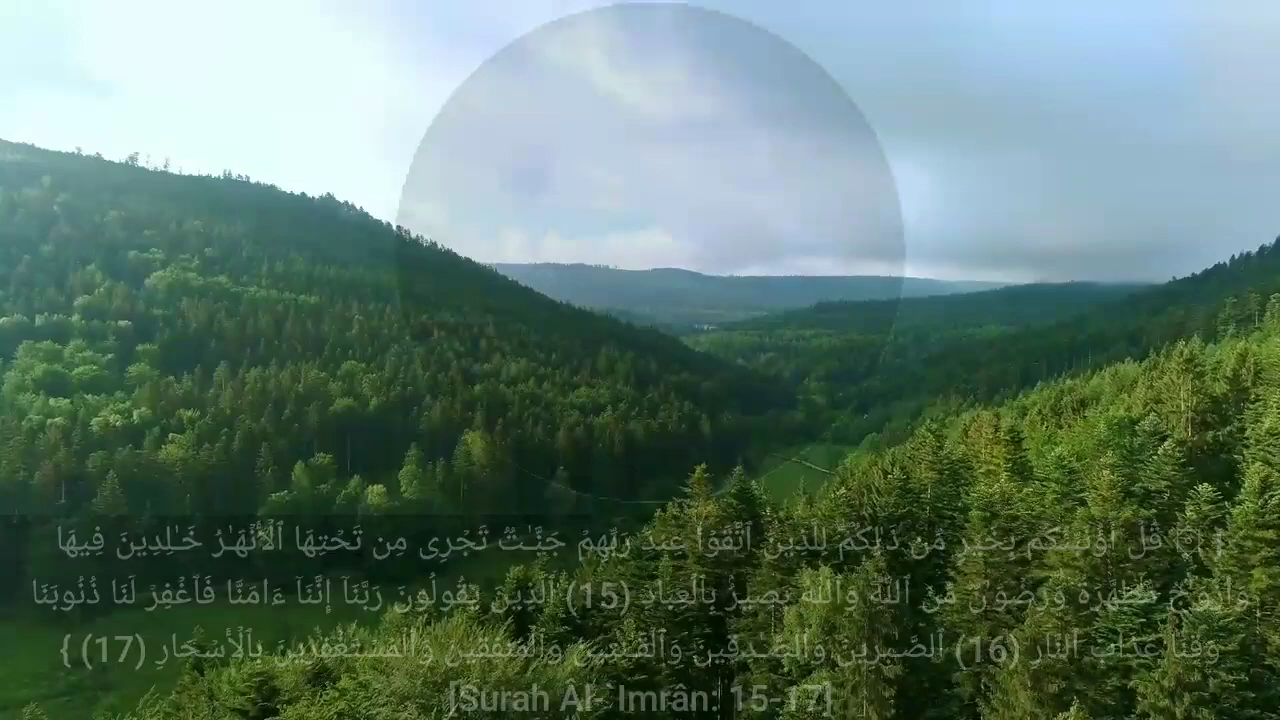 { ۞ قُلْ أَؤُنَبِّئُكُم بِخَيْرٍ مِّن ذَٰلِكُمْ لِلَّذِينَ ٱتَّقَوْا۟ عِندَ رَبِّهِمْ جَنَّـٰتٌ تَجْرِى مِن تَحْتِهَا ٱلْأَنْهَـٰرُ خَـٰلِدِينَ فِيهَا
وَأَزْوَٰجٌ مُّطَهَّرَةٌ وَرِضْوَٰنٌ مِّنَ ٱللَّهِ وَٱللَّهُ بَصِيرٌۢ بِٱلْعِبَادِ (15) ٱلَّذِينَ يَقُولُونَ رَبَّنَآ إِنَّنَآ ءَامَنَّا فَٱغْفِرْ لَنَا ذُنُوبَنَا
وَقِنَا عَذَابَ ٱلنَّارِ (16) ٱلصَّـٰبِرِينَ وَٱلصَّـٰدِقِينَ وَٱلْقَـٰنِتِينَ وَٱلْمُنفِقِينَ وَٱلْمُسْتَغْفِرِينَ بِٱلْأَسْحَارِ (17) }
[Surah Âl-`Imrân: 15-17]